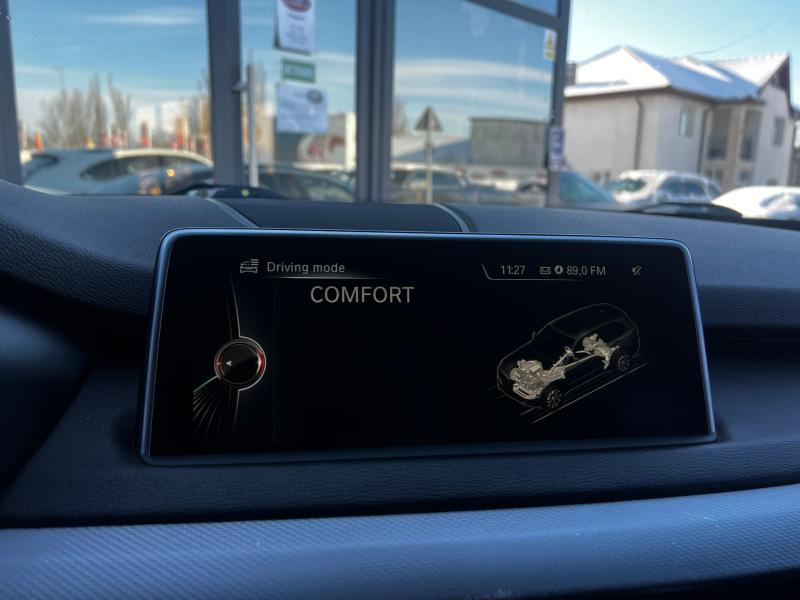 Driving mode
11:27 89,0 FM
COMFORT